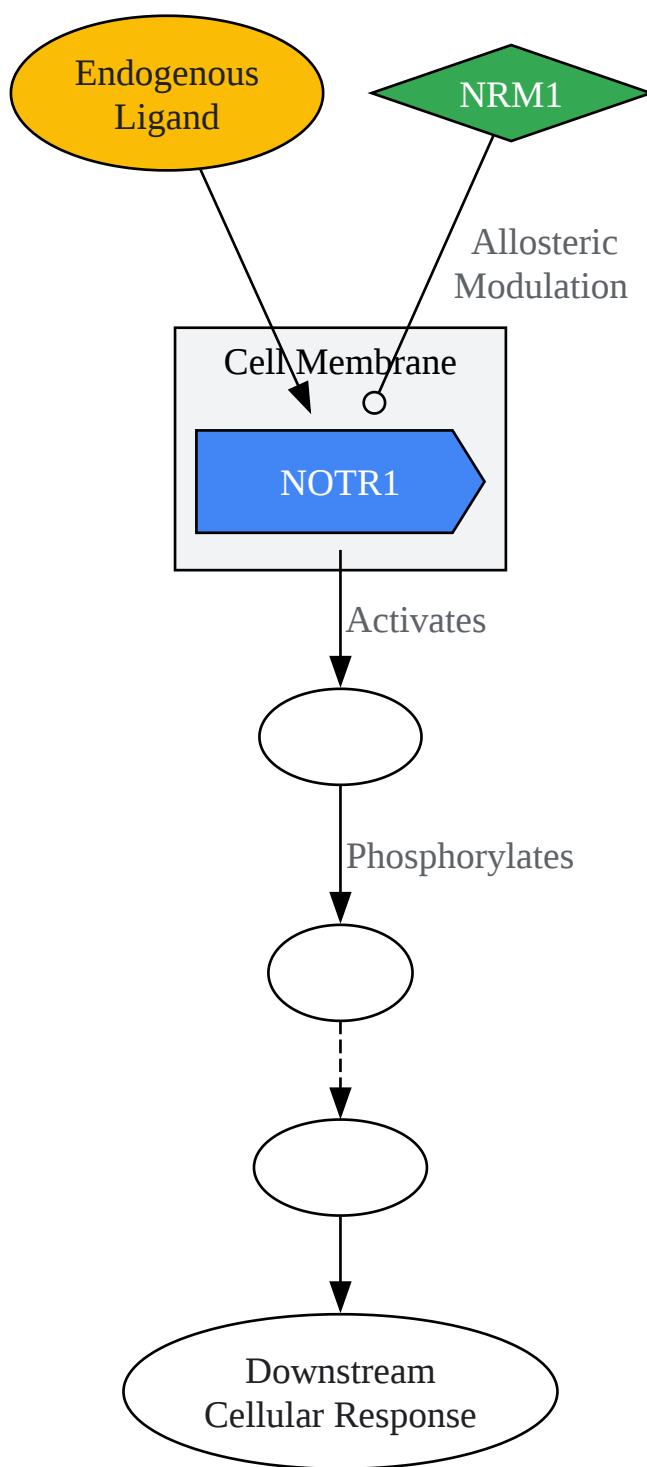 Endogenous
Ligand
NRM1
Allosteric
Modulation
Cell Membrane
NOTR1
Activates
Phosphorylates
Downstream
Cellular Response